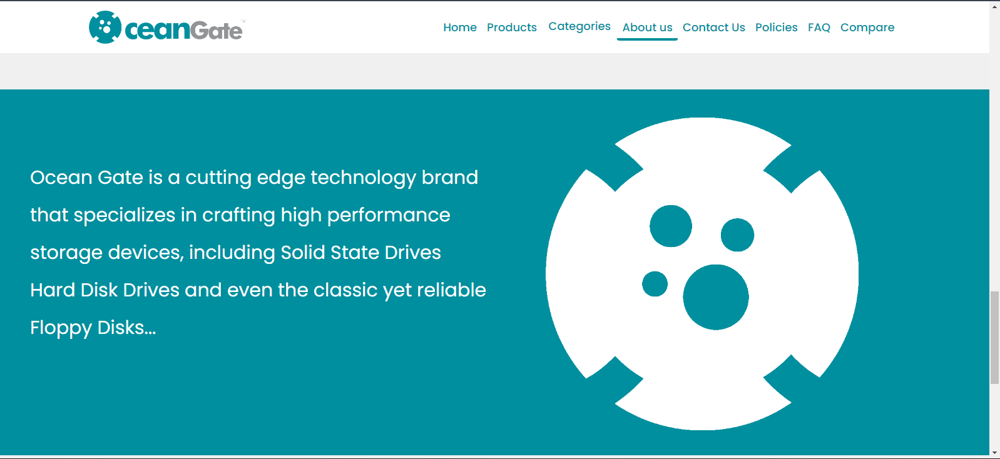 ceanGate™
Home Products Categories About us Contact Us Policies FAQ Compare
Ocean Gate is a cutting edge technology brand
that specializes in crafting high performance
storage devices, including Solid State Drives
Hard Disk Drives and even the classic yet reliable
Floppy Disks...